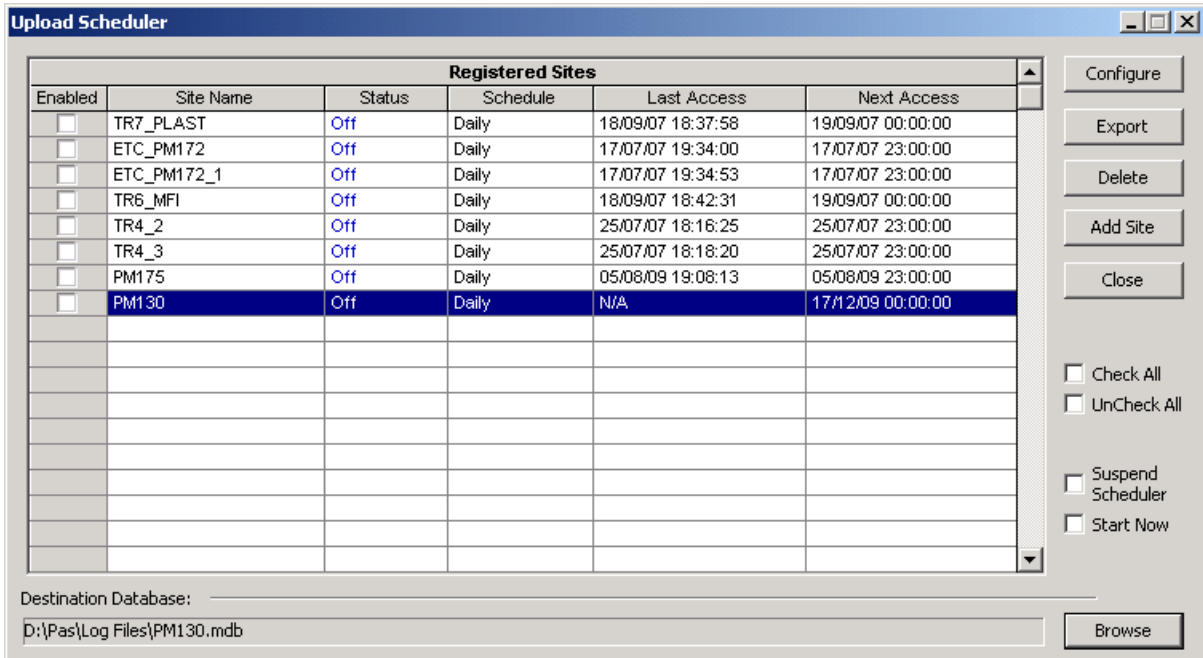 Upload Scheduler
Registered Sites
Enabled Site Name Status Schedule Last Access Next Access
TR7_PLAST Off Daily 18/09/07 18:37:58 19/09/07 00:00:00
ETC_PM172 Off Daily 17/07/07 19:34:00 17/07/07 23:00:00
ETC_PM172_1 Off Daily 17/07/07 19:34:53 17/07/07 23:00:00
TR6_MFI Off Daily 18/09/07 18:42:31 19/09/07 00:00:00
TR4_2 Off Daily 25/07/07 18:16:25 25/07/07 23:00:00
TR4_3 Off Daily 25/07/07 18:18:20 25/07/07 23:00:00
PM175 Off Daily 05/08/09 19:08:13 05/08/09 23:00:00
PM130 Off Daily N/A 17/12/09 00:00:00
Configure
Export
Delete
Add Site
Close
Check All
UnCheck All
Suspend
Scheduler
Start Now
Destination Database:
D:\Pas\Log Files\PM130.mdb
Browse